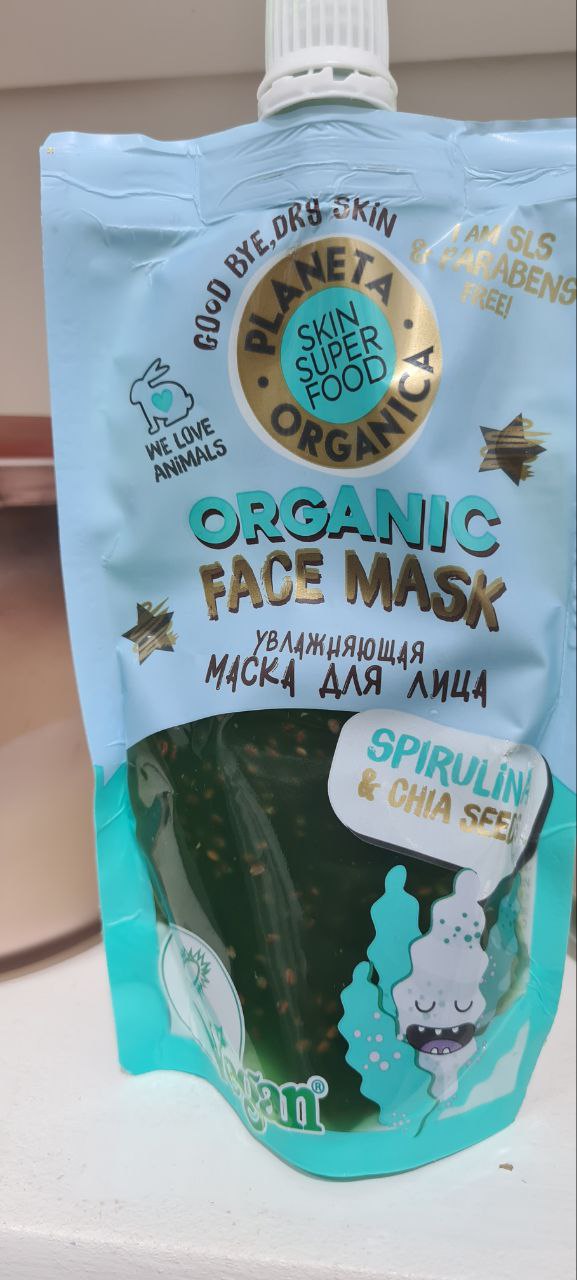 GOOD BYE, DRY SKIN
I AM SLS
& PARABENS
FREE!
PLANETA
ORGANICA
SKIN
SUPER
FOOD
WE LOVE
ANIMALS
ORGANIC
FACE MASK
УВЛАЖНЯЮЩАЯ
МАСКА ДЛЯ ЛИЦА
SPIRULINA
& CHIA SEEDS
Vegan®